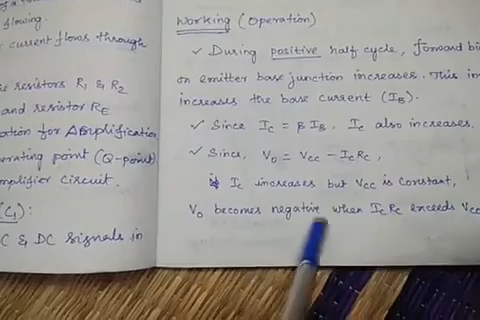 flowing.
current flows through
resistors R₁ & R₂
and resistor RE
for Amplification
point (Q-point)
amplifier circuit.
(C₁):
& DC signals in
Working (Operation)
✓ During positive half cycle, forward
on emitter base junction increases. This
increases the base current (IB).
✓ Since IC = β IB, IC also increases.
✓ Since, V₀ = VCC − ICRC,
IC increases but VCC is constant,
V₀ becomes negative when ICRC exceeds VCC